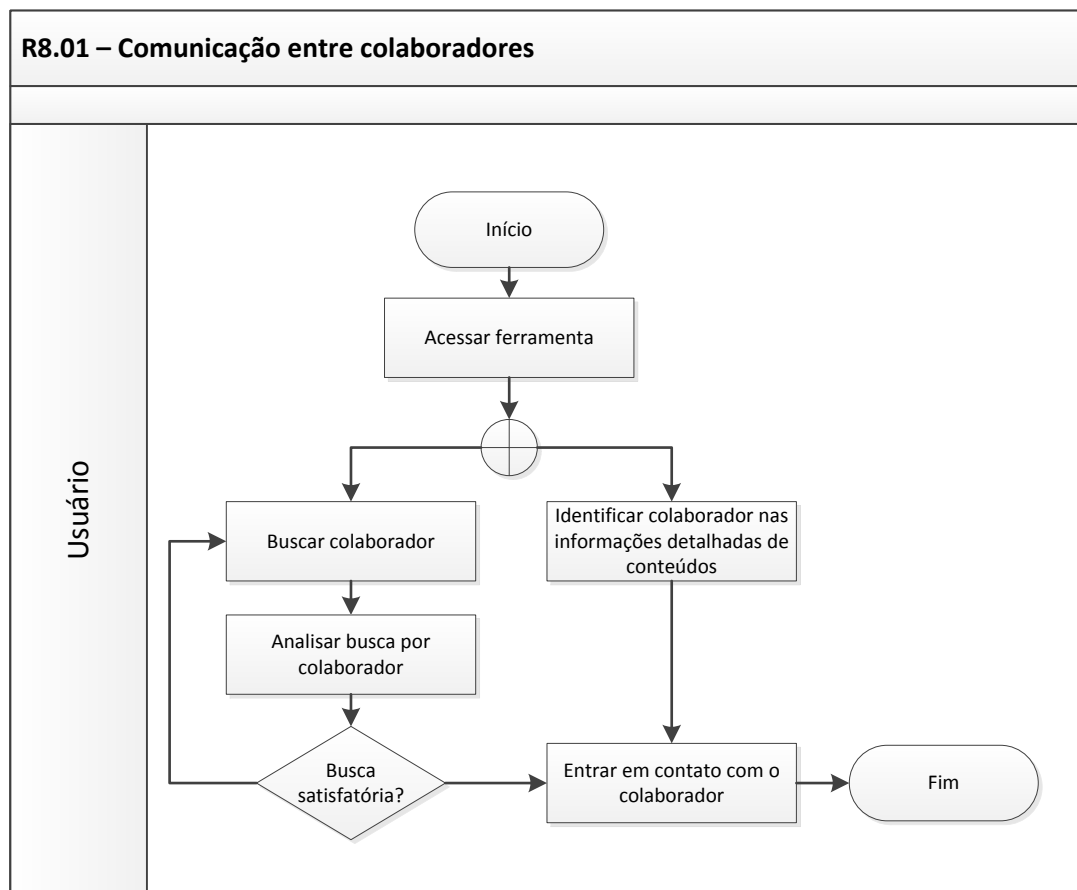 R8.01 – Comunicação entre colaboradores
Usuário
Início
Acessar ferramenta
Buscar colaborador
Identificar colaborador nas
informações detalhadas de
conteúdos
Analisar busca por
colaborador
Busca
satisfatória?
Entrar em contato com o
colaborador
Fim